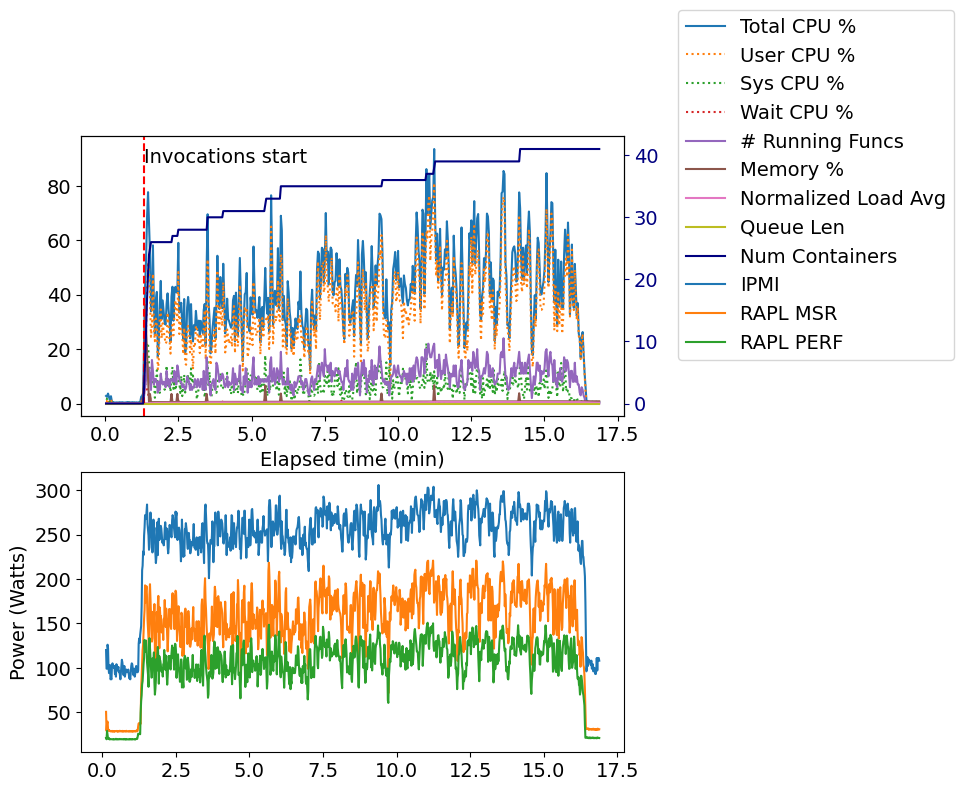 Total CPU %
User CPU %
Sys CPU %
Wait CPU %
# Running Funcs
Memory %
Normalized Load Avg
Queue Len
Num Containers
IPMI
RAPL MSR
RAPL PERF
Invocations start
80
60
40
20
0
40
30
20
10
0
0.0 2.5 5.0 7.5 10.0 12.5 15.0 17.5
Elapsed time (min)
Power (Watts)
300
250
200
150
100
50
0.0 2.5 5.0 7.5 10.0 12.5 15.0 17.5